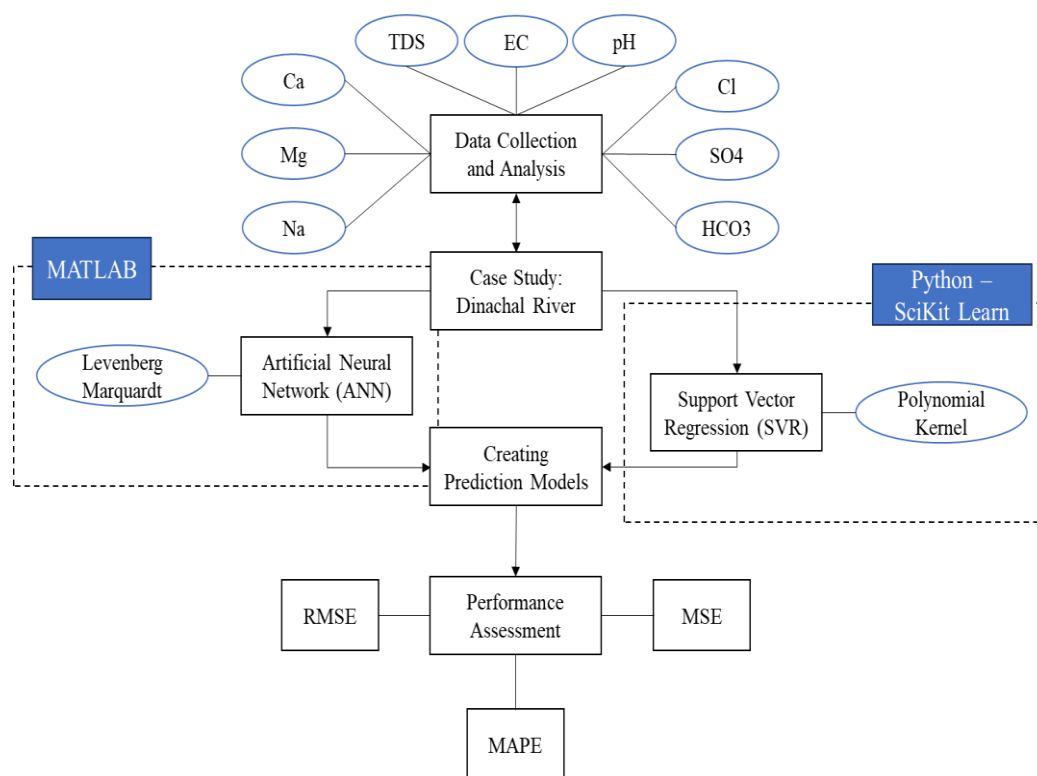 TDS
EC
pH
Ca
Cl
Data Collection
and Analysis
Mg
SO4
Na
HCO3
MATLAB
Case Study:
Dinachal River
Python –
SciKit Learn
Levenberg
Marquardt
Artificial Neural
Network (ANN)
Support Vector
Regression (SVR)
Polynomial
Kernel
Creating
Prediction Models
RMSE
Performance
Assessment
MSE
MAPE